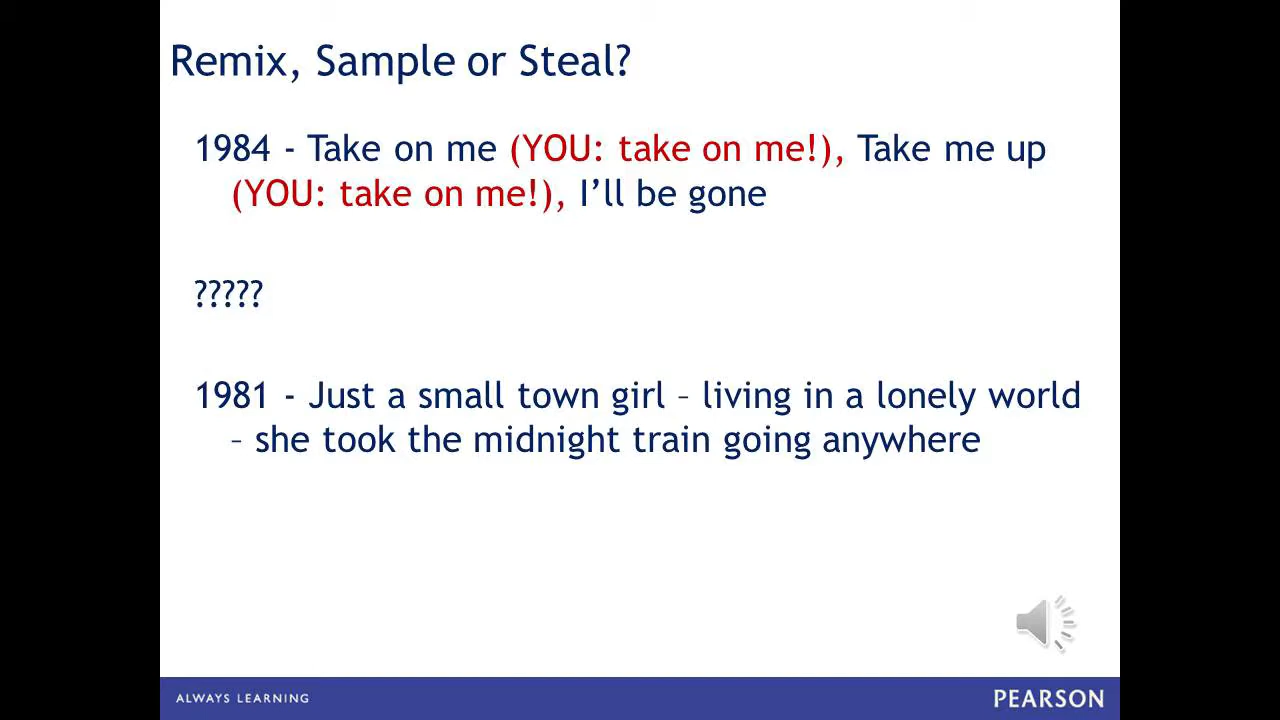 Remix, Sample or Steal?
1984 - Take on me (YOU: take on me!), Take me up
(YOU: take on me!), I’ll be gone
?????
1981 - Just a small town girl – living in a lonely world
– she took the midnight train going anywhere
ALWAYS LEARNING
PEARSON